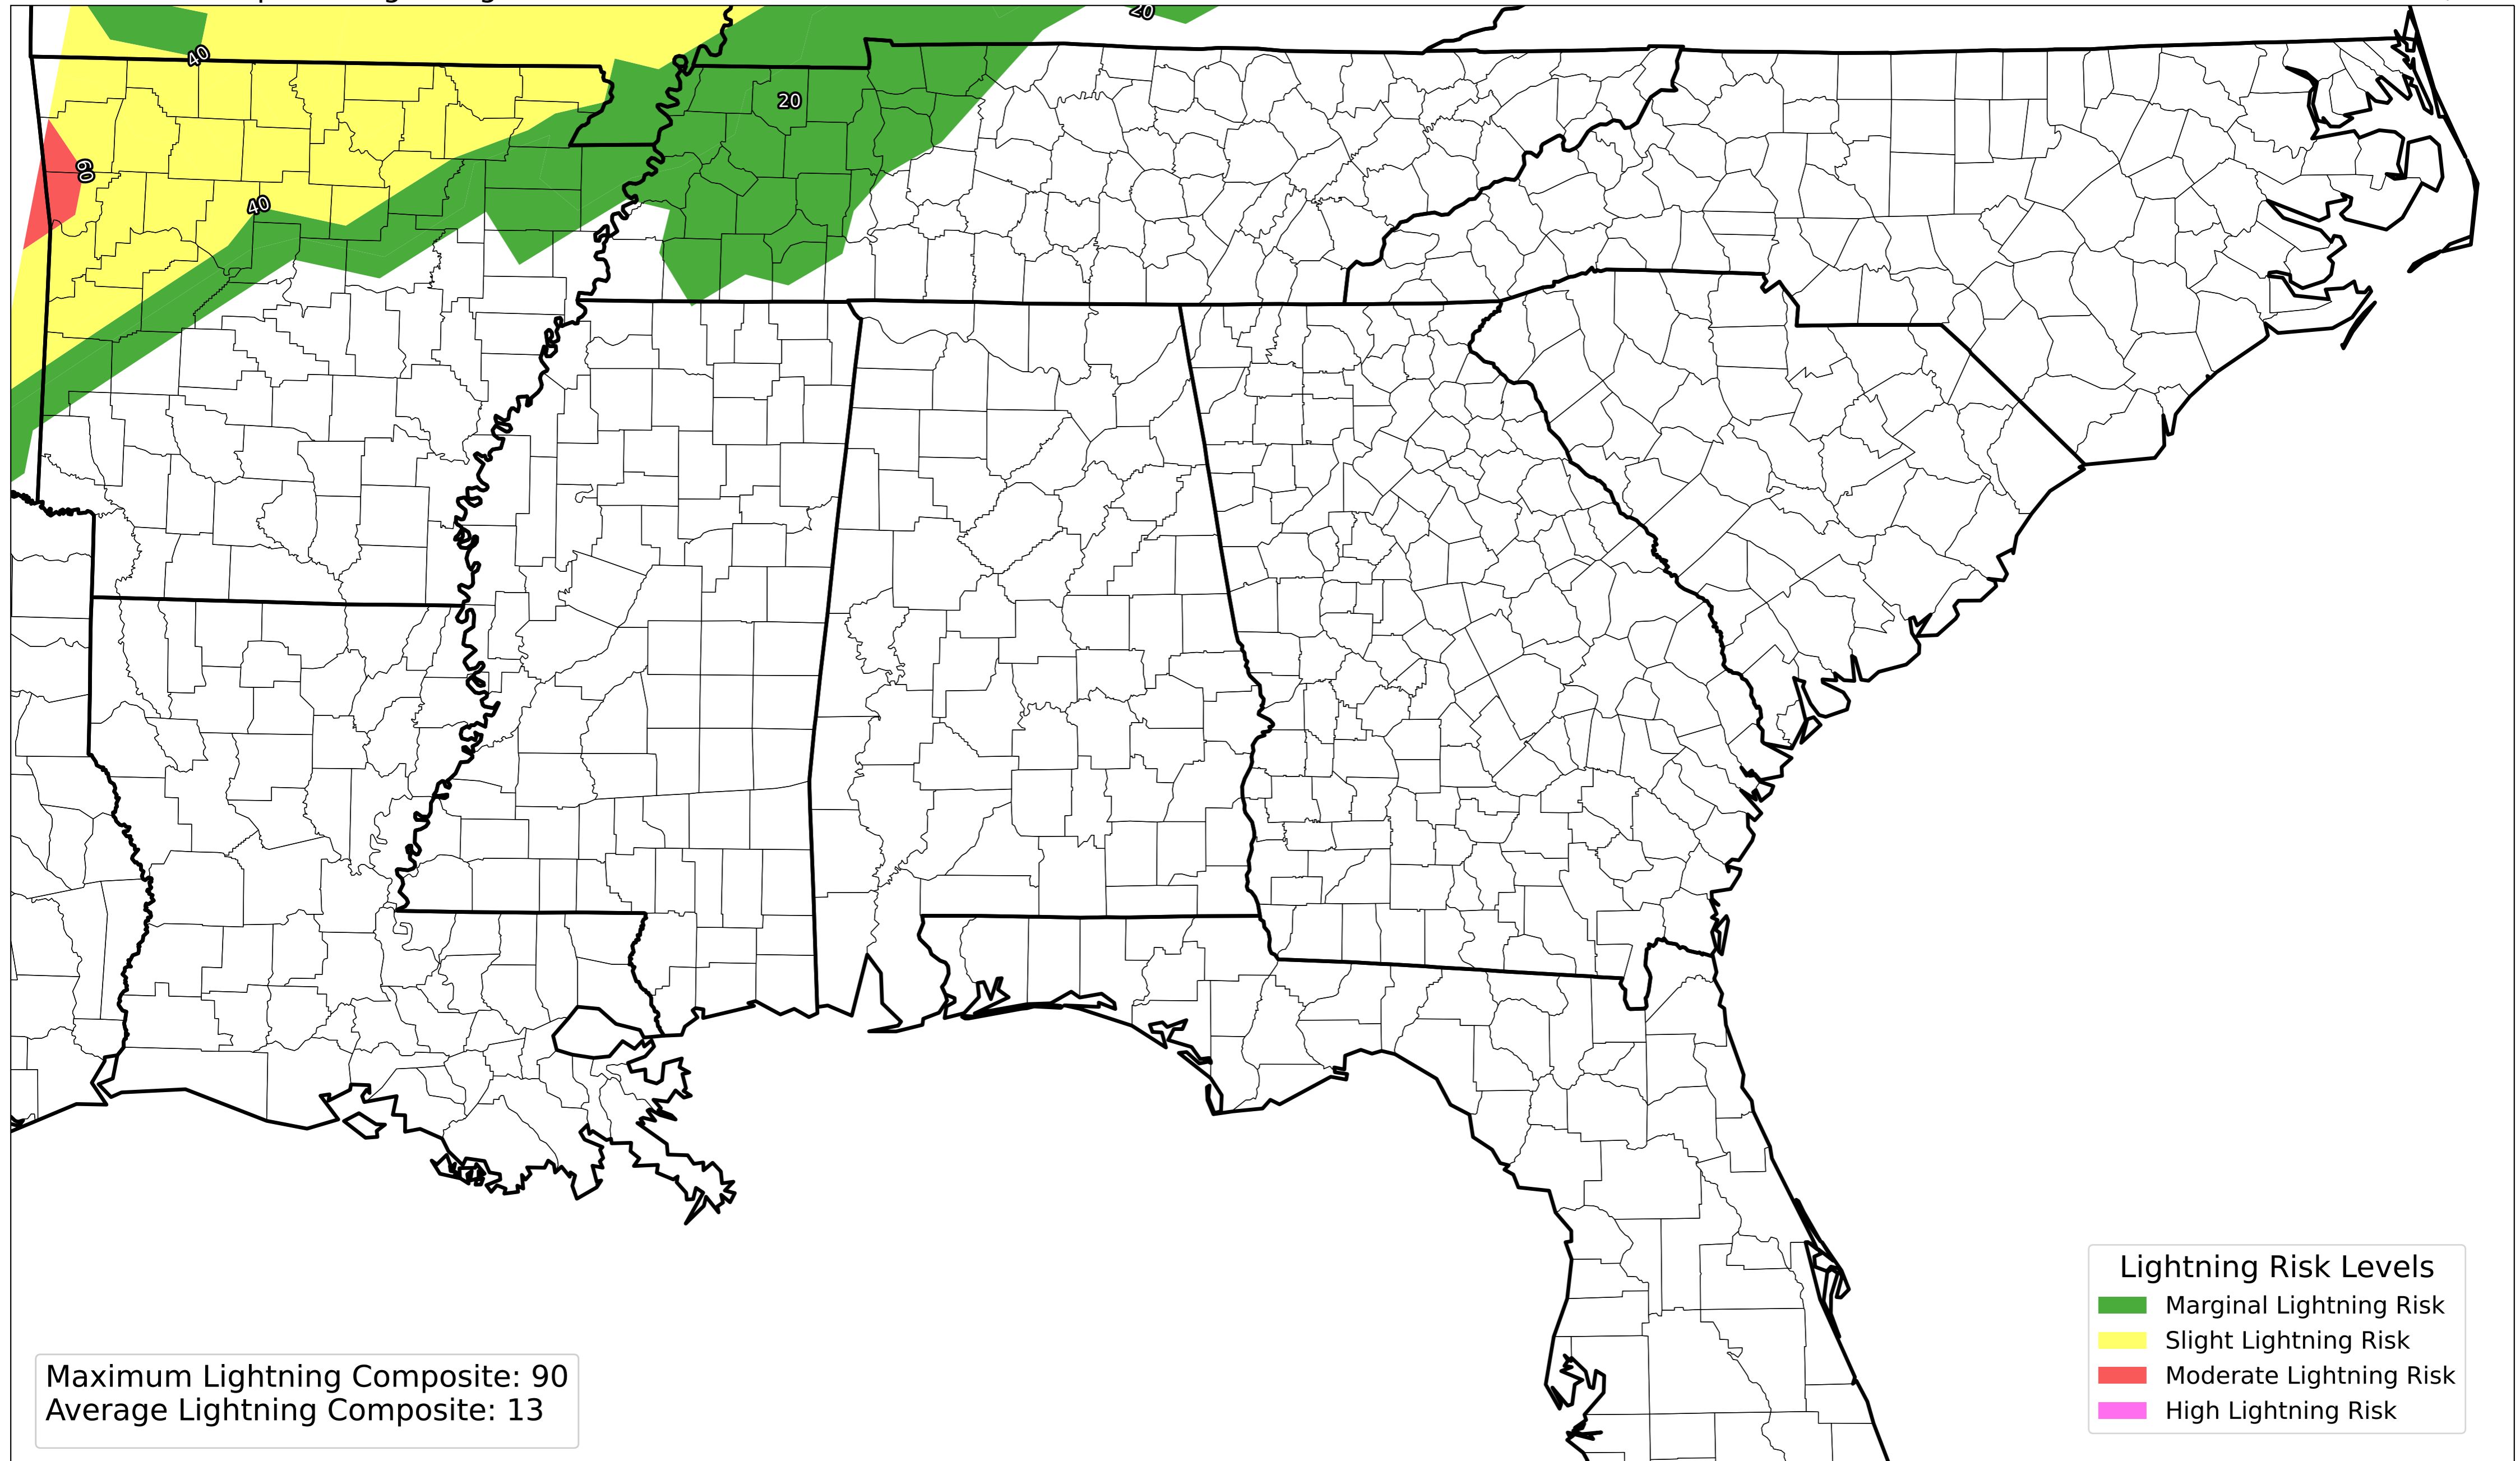 20
40
20
60
40
Lightning Risk Levels
Marginal Lightning Risk
Slight Lightning Risk
Moderate Lightning Risk
High Lightning Risk
Maximum Lightning Composite: 90
Average Lightning Composite: 13